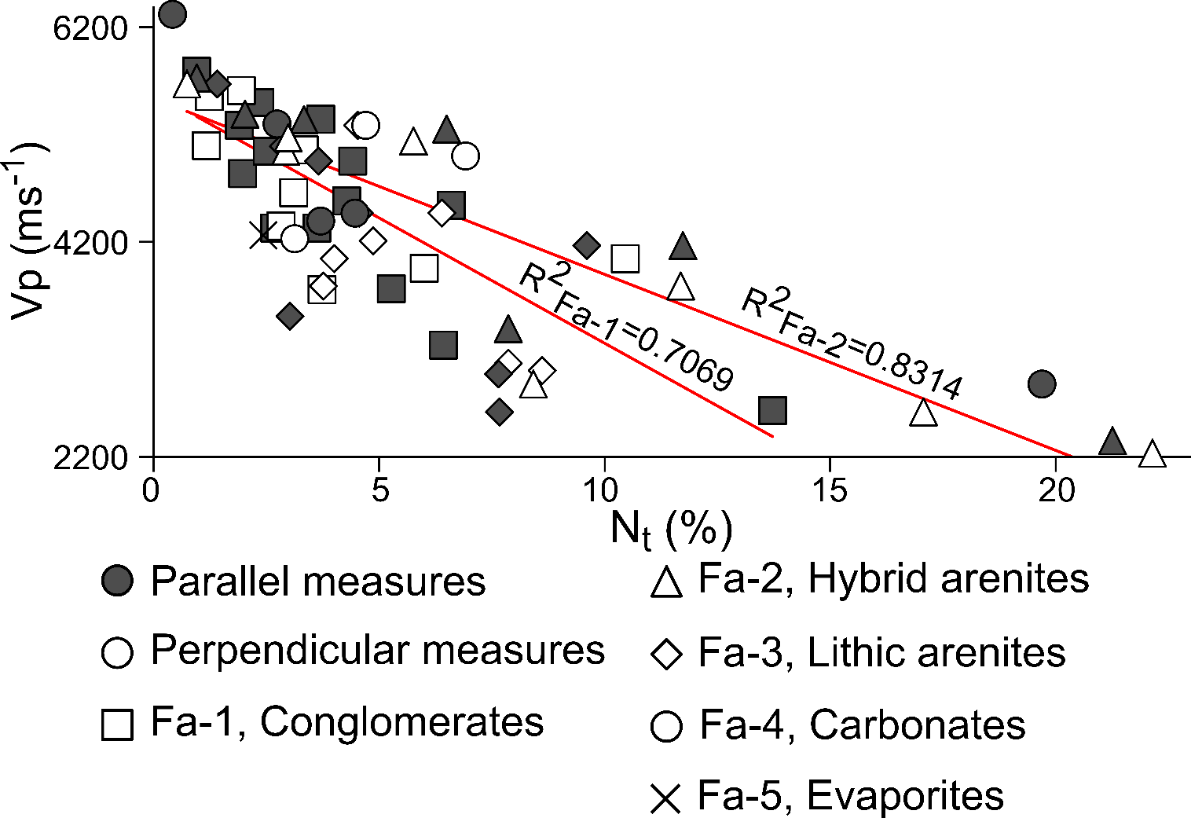 6200
4200
2200
Vp (ms⁻¹)
R²Fa-1=0.7069
R²Fa-2=0.8314
0 5 10 15 20
Nt (%)
Parallel measures
Perpendicular measures
Fa-1, Conglomerates
Fa-2, Hybrid arenites
Fa-3, Lithic arenites
Fa-4, Carbonates
Fa-5, Evaporites